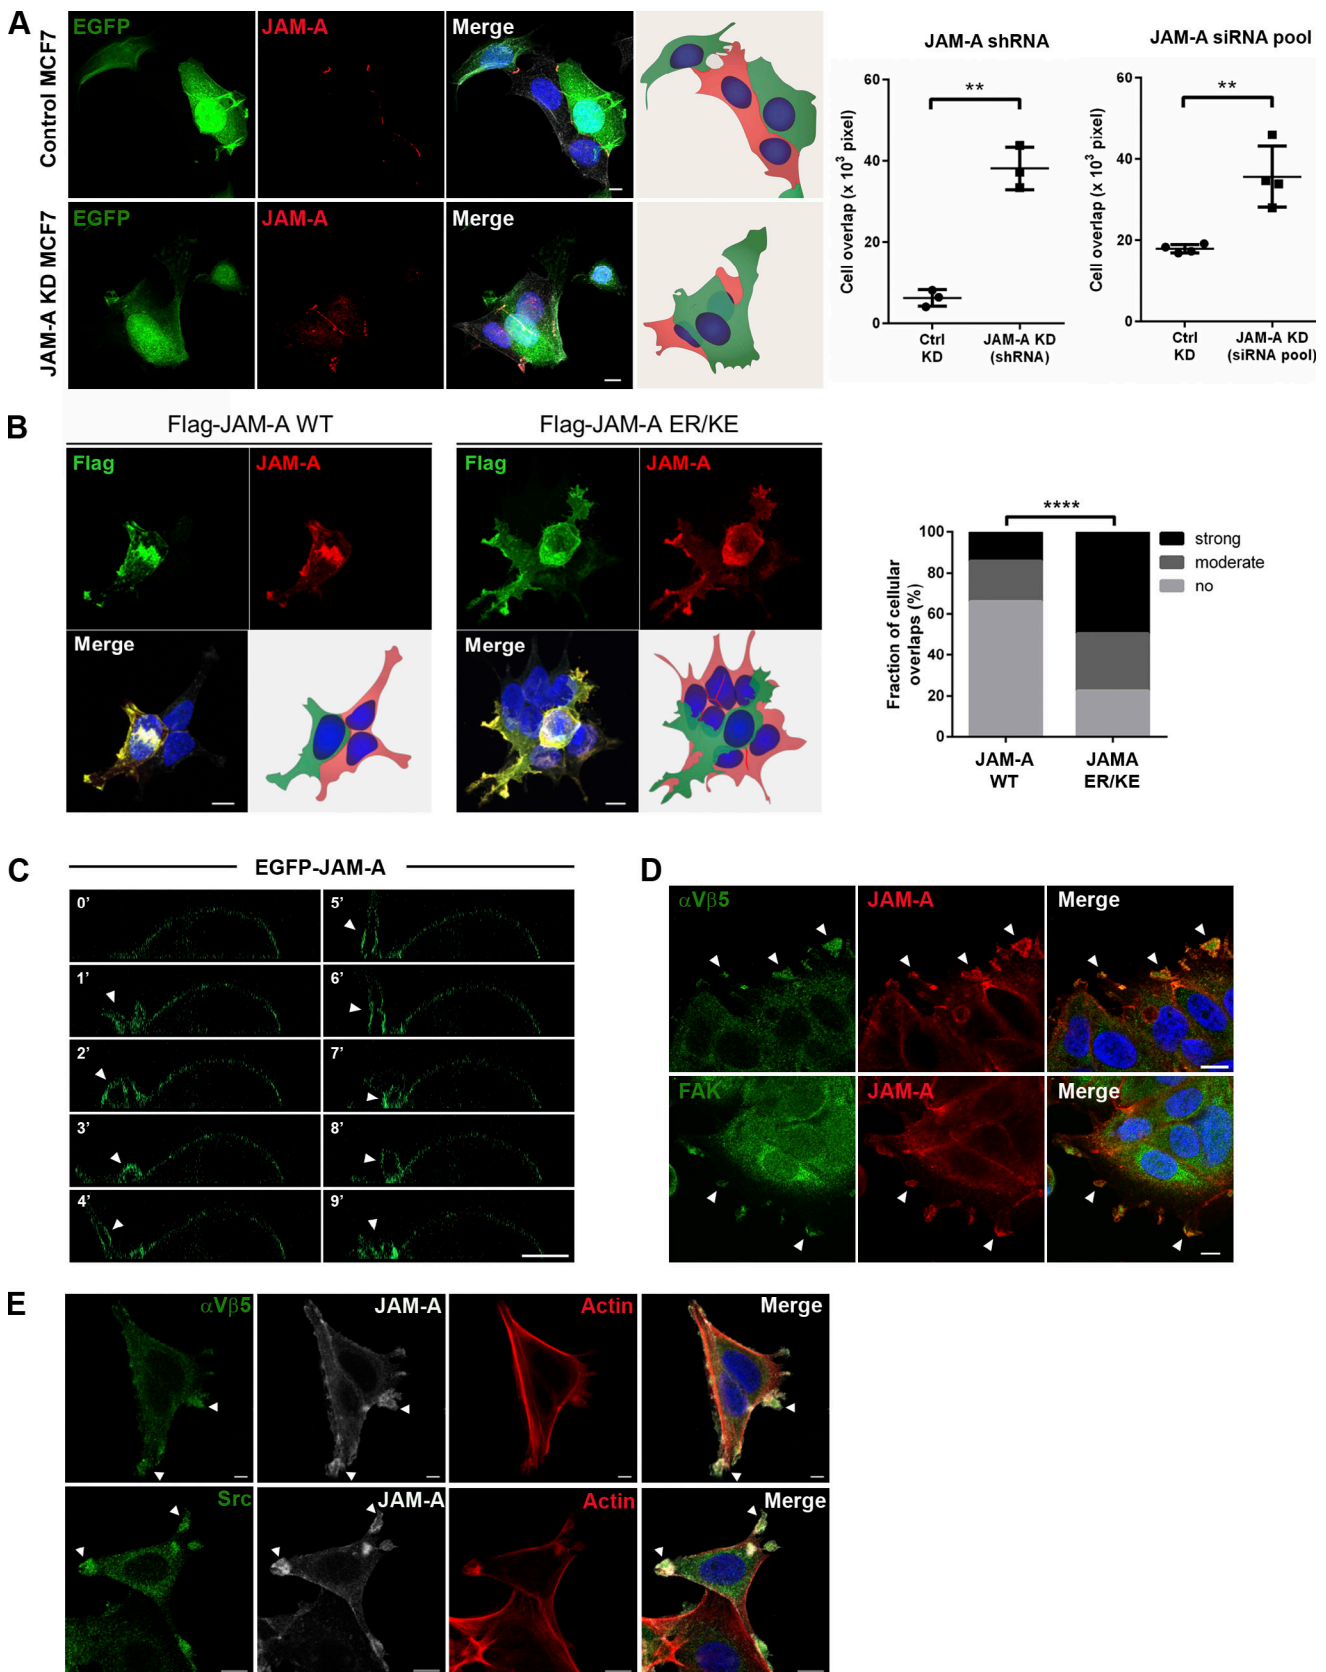 A
Control MCF7
EGFP
JAM-A
Merge
JAM-A KD MCF7
EGFP
JAM-A
Merge
JAM-A shRNA
**
Cell overlap (x 10³ pixel)
60
40
20
0
Ctrl KD
JAM-A KD (shRNA)
JAM-A siRNA pool
**
Cell overlap (x 10³ pixel)
60
40
20
0
Ctrl KD
JAM-A KD (siRNA pool)
B
Flag-JAM-A WT
Flag
JAM-A
Merge
Flag-JAM-A ER/KE
Flag
JAM-A
Merge
****
Fraction of cellular overlaps (%)
100
80
60
40
20
0
JAM-A WT
JAMA ER/KE
strong
moderate
no
C
EGFP-JAM-A
0'
1'
2'
3'
4'
5'
6'
7'
8'
9'
D
αVβ5
JAM-A
Merge
FAK
JAM-A
Merge
E
αVβ5
JAM-A
Actin
Merge
Src
JAM-A
Actin
Merge